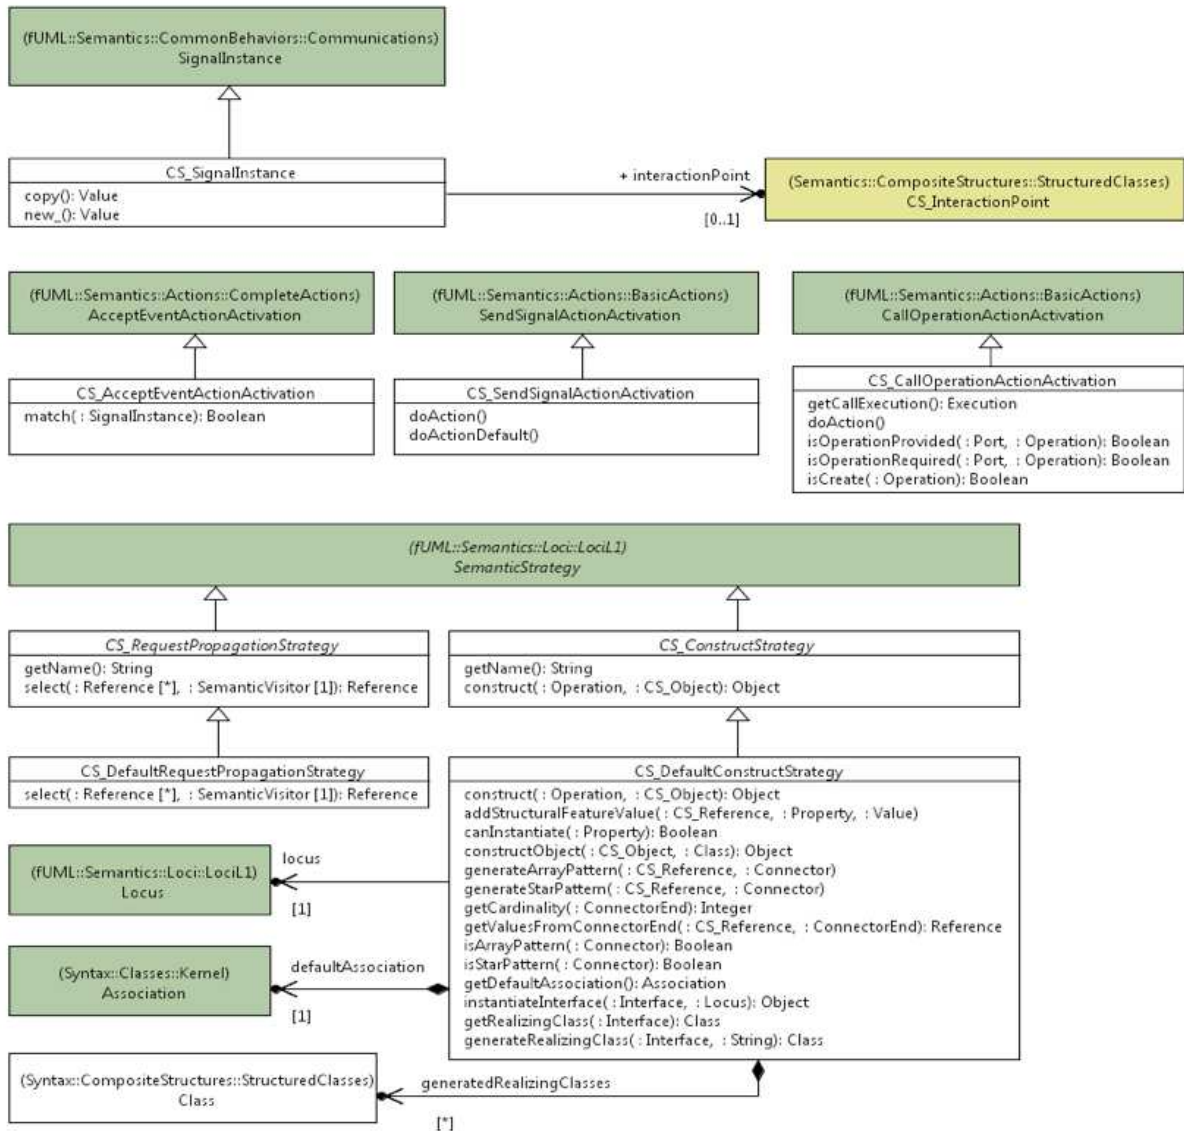 (fUML::Semantics::CommonBehaviors::Communications)
SignalInstance
CS_SignalInstance
copy(): Value
new_(): Value
+ interactionPoint
[0..1]
(Semantics::CompositeStructures::StructuredClasses)
CS_InteractionPoint
(fUML::Semantics::Actions::CompleteActions)
AcceptEventActionActivation
CS_AcceptEventActionActivation
match( : SignalInstance): Boolean
(fUML::Semantics::Actions::BasicActions)
SendSignalActionActivation
CS_SendSignalActionActivation
doAction()
doActionDefault()
(fUML::Semantics::Actions::BasicActions)
CallOperationActionActivation
CS_CallOperationActionActivation
getCallExecution(): Execution
doAction()
isOperationProvided( : Port, : Operation): Boolean
isOperationRequired( : Port, : Operation): Boolean
isCreate( : Operation): Boolean
(fUML::Semantics::Loci::LociL1)
SemanticStrategy
CS_RequestPropagationStrategy
getName(): String
select( : Reference [*], : SemanticVisitor [1]): Reference
CS_ConstructStrategy
getName(): String
construct( : Operation, : CS_Object): Object
CS_DefaultRequestPropagationStrategy
select( : Reference [*], : SemanticVisitor [1]): Reference
CS_DefaultConstructStrategy
construct( : Operation, : CS_Object): Object
addStructuralFeatureValue( : CS_Reference, : Property, : Value)
canInstantiate( : Property): Boolean
constructObject( : CS_Object, : Class): Object
generateArrayPattern( : CS_Reference, : Connector)
generateStarPattern( : CS_Reference, : Connector)
getCardinality( : ConnectorEnd): Integer
getValuesFromConnectorEnd( : CS_Reference, : ConnectorEnd): Reference
isArrayPattern( : Connector): Boolean
isStarPattern( : Connector): Boolean
getDefaultAssociation(): Association
instantiateInterface( : Interface, : Locus): Object
getRealizingClass( : Interface): Class
generateRealizingClass( : Interface, : String): Class
(fUML::Semantics::Loci::LociL1)
Locus
locus
[1]
(Syntax::Classes::Kernel)
Association
defaultAssociation
[1]
(Syntax::CompositeStructures::StructuredClasses)
Class
generatedRealizingClasses
[*]